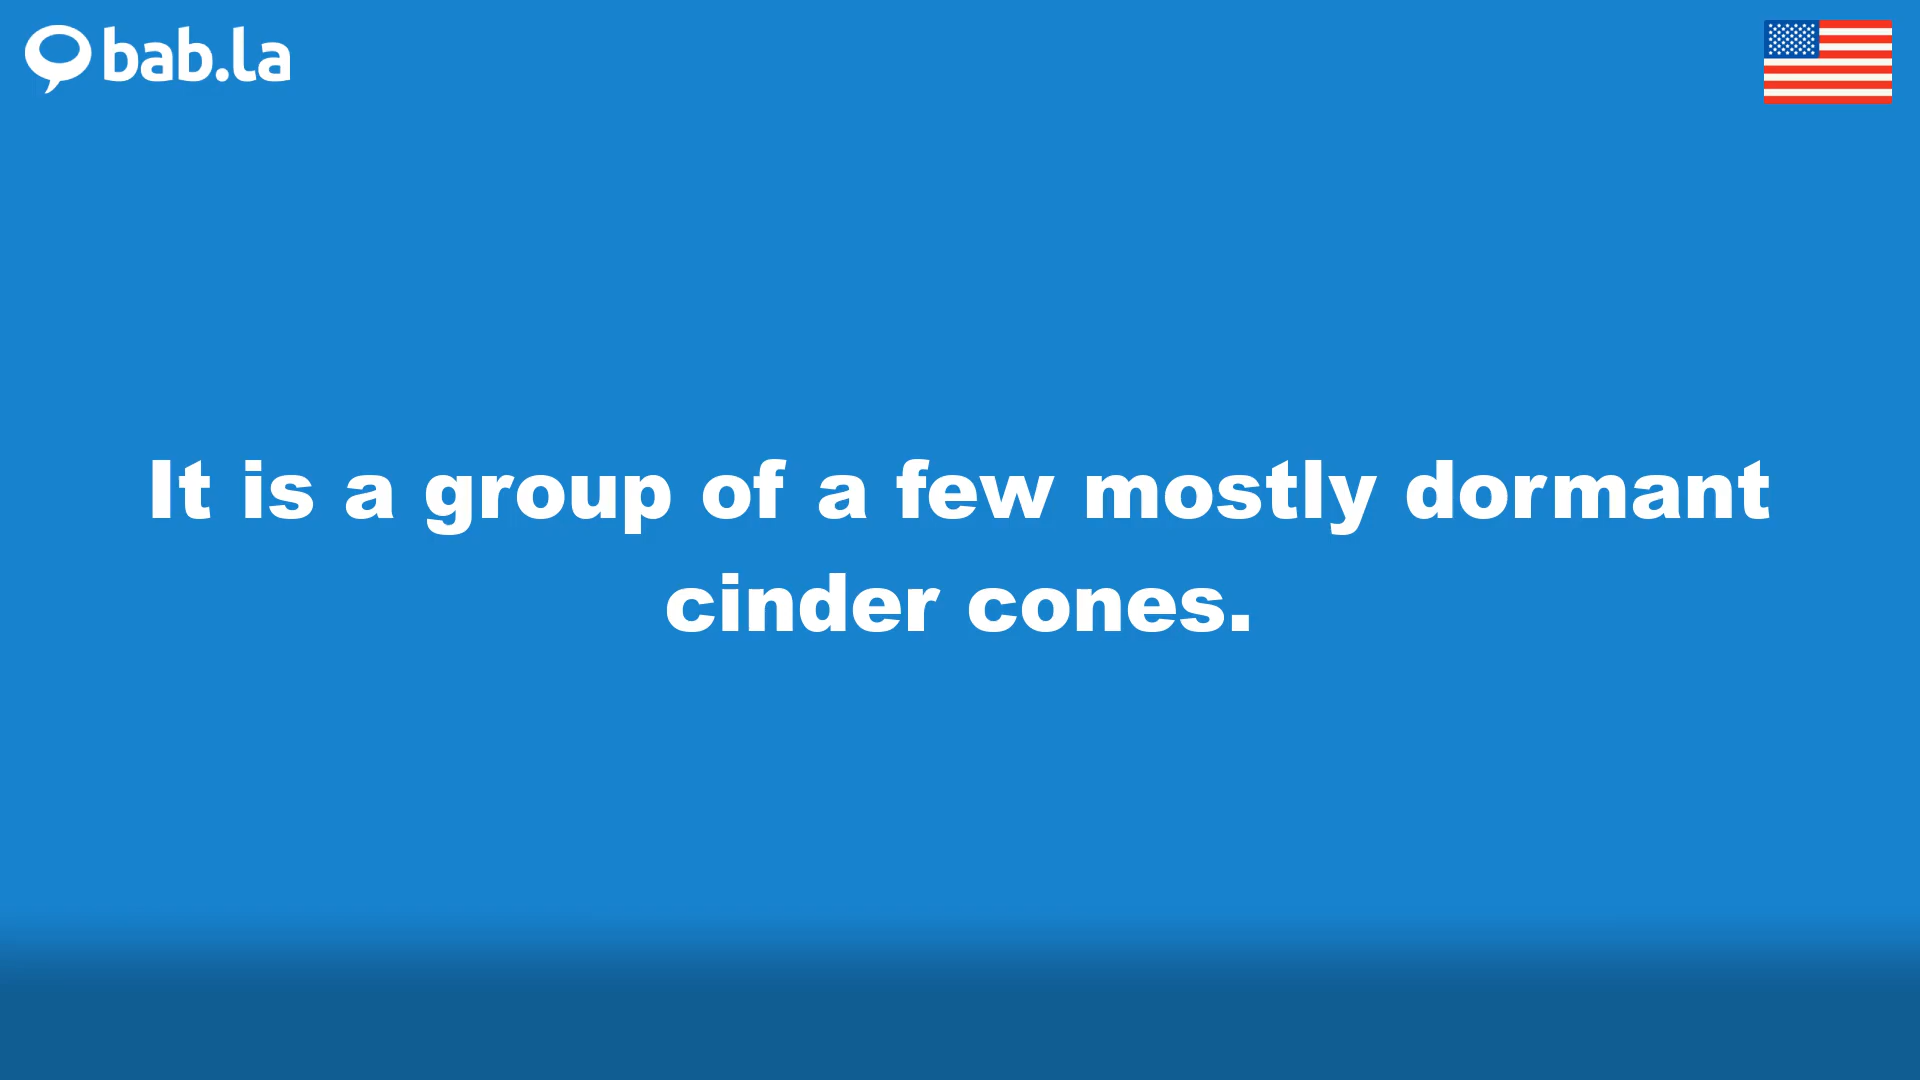 bab.la
It is a group of a few mostly dormant
cinder cones.